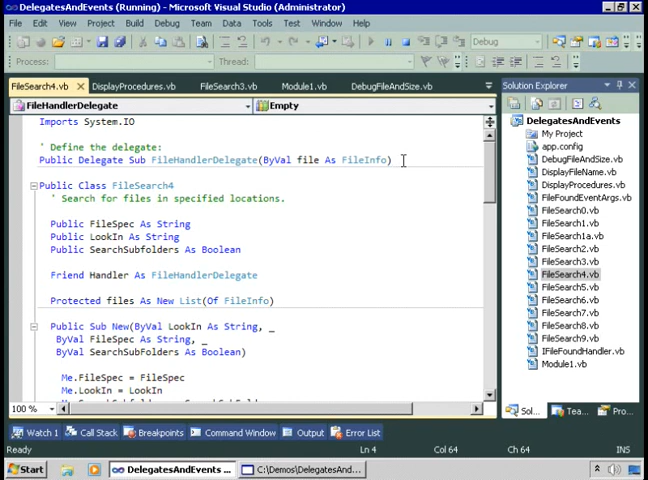 DelegatesAndEvents (Running) - Microsoft Visual Studio (Administrator)
File Edit View Project Build Debug Team Data Tools Test Window Help
Debug
Process: Thread:
FileSearch4.vb DisplayProcedures.vb FileSearch3.vb Module1.vb DebugFileAndSize.vb
FileHandlerDelegate Empty
Imports System.IO
' Define the delegate:
Public Delegate Sub FileHandlerDelegate(ByVal file As FileInfo)
Public Class FileSearch4
' Search for files in specified locations.
Public FileSpec As String
Public LookIn As String
Public SearchSubfolders As Boolean
Friend Handler As FileHandlerDelegate
Protected files As New List(Of FileInfo)
Public Sub New(ByVal LookIn As String, _
ByVal FileSpec As String, _
ByVal SearchSubFolders As Boolean)
Me.FileSpec = FileSpec
Me.LookIn = LookIn
100 %
Solution Explorer
DelegatesAndEvents
My Project
app.config
DebugFileAndSize.vb
DisplayFileName.vb
DisplayProcedures.vb
FileFoundEventArgs.vb
FileSearch0.vb
FileSearch1.vb
FileSearch1a.vb
FileSearch2.vb
FileSearch3.vb
FileSearch4.vb
FileSearch5.vb
FileSearch6.vb
FileSearch7.vb
FileSearch8.vb
FileSearch9.vb
IFileFoundHandler.vb
Module1.vb
Sol... Tea... Pro...
Watch 1 Call Stack Breakpoints Command Window Output Error List
Ready Ln 4 Col 64 Ch 64 INS
Start DelegatesAndEvents ... C:\Demos\DelegatesAnd...